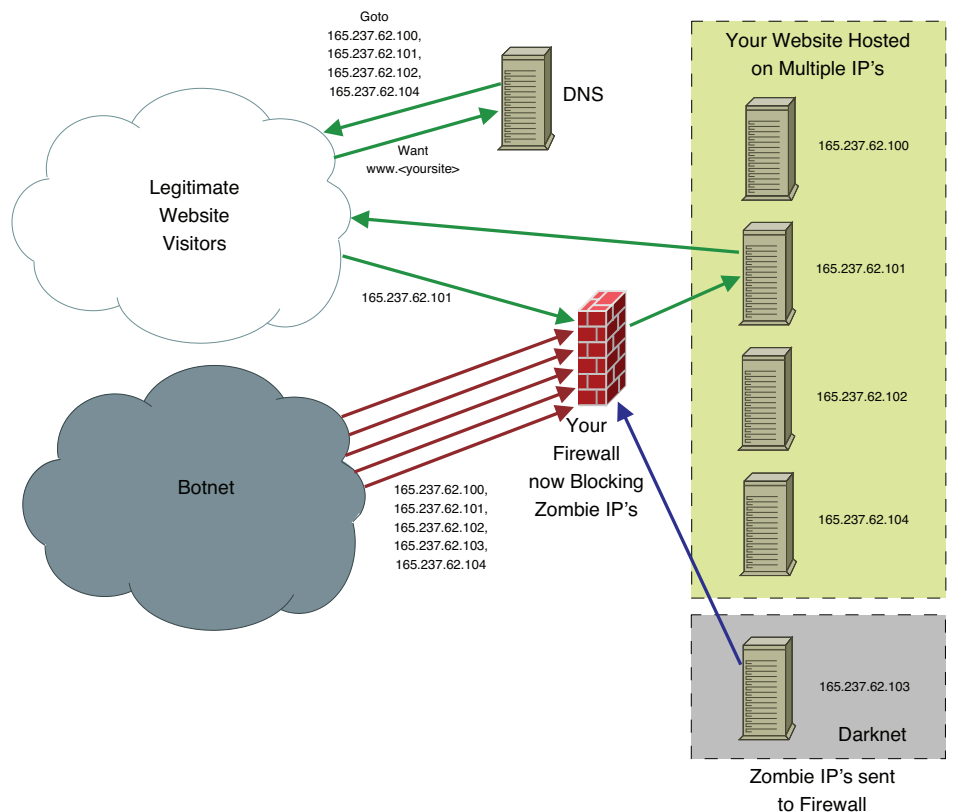 Goto
165.237.62.100,
165.237.62.101,
165.237.62.102,
165.237.62.104
DNS
Want
www.<yoursite>
Legitimate
Website
Visitors
165.237.62.101
Your Website Hosted
on Multiple IP's
165.237.62.100
165.237.62.101
165.237.62.102
165.237.62.104
Your
Firewall
now Blocking
Zombie IP's
Botnet
165.237.62.100,
165.237.62.101,
165.237.62.102,
165.237.62.103,
165.237.62.104
165.237.62.103
Darknet
Zombie IP's sent
to Firewall